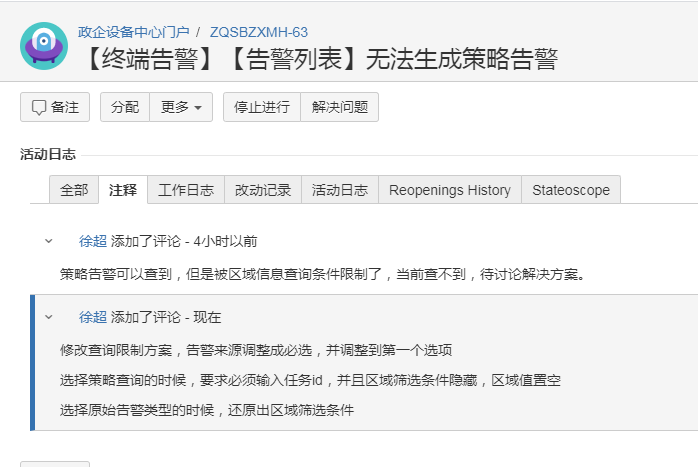 政企设备中心门户 / ZQSBZXMH-63
【终端告警】【告警列表】无法生成策略告警
备注 分配 更多 停止进行 解决问题
活动日志
全部 注释 工作日志 改动记录 活动日志 Reopenings History Stateoscope
徐超 添加了评论 - 4小时以前
策略告警可以查到，但是被区域信息查询条件限制了，当前查不到，待讨论解决方案。
徐超 添加了评论 - 现在
修改查询限制方案，告警来源调整成必选，并调整到第一个选项
选择策略查询的时候，要求必须输入任务id，并且区域筛选条件隐藏，区域值置空
选择原始告警类型的时候，还原出区域筛选条件